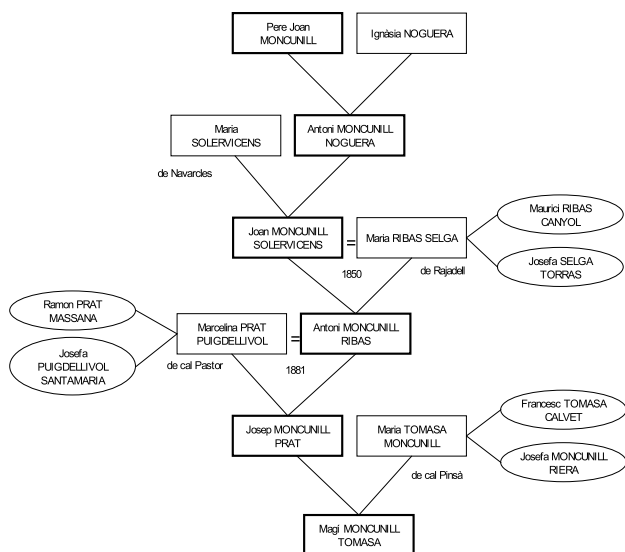 Pere Joan
MONCUNILL
Ignàsia NOGUERA
Maria
SOLERVICENS
Antoni MONCUNILL
NOGUERA
de Navarcles
Joan MONCUNILL
SOLERVICENS
=
Maria RIBAS SELGA
Maurici RIBAS
CANYOL
Josefa SELGA
TORRAS
1850
de Rajadell
Ramon PRAT
MASSANA
Josefa
PUIGDELLIVOL
SANTAMARIA
Marcelina PRAT
PUIGDELLIVOL
=
Antoni MONCUNILL
RIBAS
de cal Pastor
1881
Josep MONCUNILL
PRAT
Maria TOMASA
MONCUNILL
Francesc TOMASA
CALVET
Josefa MONCUNILL
RIERA
de cal Pinsà
Magí MONCUNILL
TOMASA